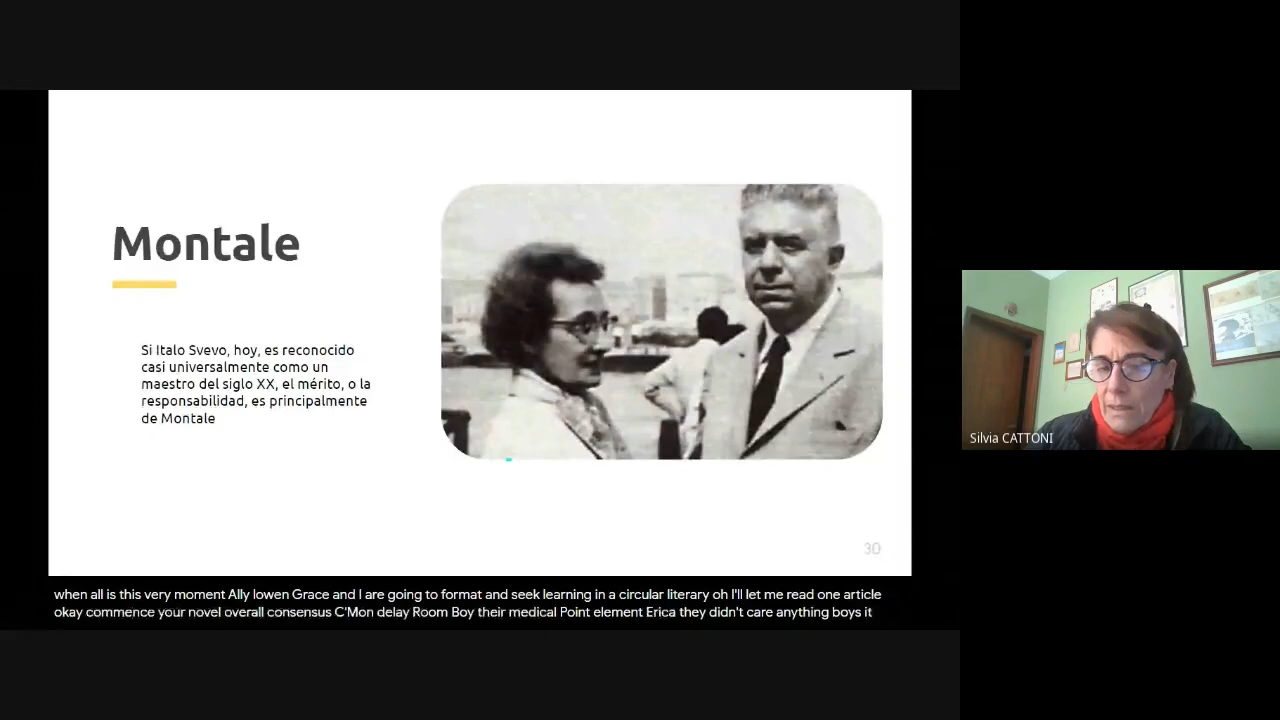 Montale
Si Italo Svevo, hoy, es reconocido
casi universalmente como un
maestro del siglo XX, el mérito, o la
responsabilidad, es principalmente
de Montale
30
Silvia CATTONI
when all is this very moment Ally lowen Grace and I are going to format and seek learning in a circular literary oh I'll let me read one article
okay commence your novel overall consensus C'Mon delay Room Boy their medical Point element Erica they didn't care anything boys it